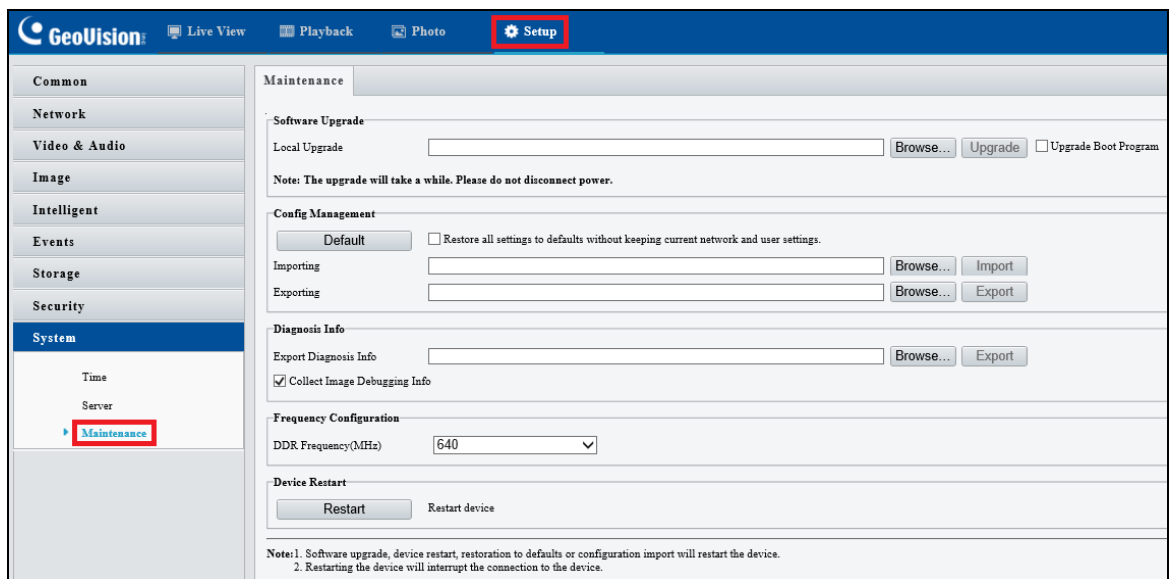 GeoVision Live View Playback Photo Setup
Common
Network
Video & Audio
Image
Intelligent
Events
Storage
Security
System
Time
Server
Maintenance
Maintenance
Software Upgrade
Local Upgrade Browse... Upgrade Upgrade Boot Program
Note: The upgrade will take a while. Please do not disconnect power.
Config Management
Default Restore all settings to defaults without keeping current network and user settings.
Importing Browse... Import
Exporting Browse... Export
Diagnosis Info
Export Diagnosis Info Browse... Export
Collect Image Debugging Info
Frequency Configuration
DDR Frequency(MHz) 640
Device Restart
Restart Restart device
Note:1. Software upgrade, device restart, restoration to defaults or configuration import will restart the device.
2. Restarting the device will interrupt the connection to the device.